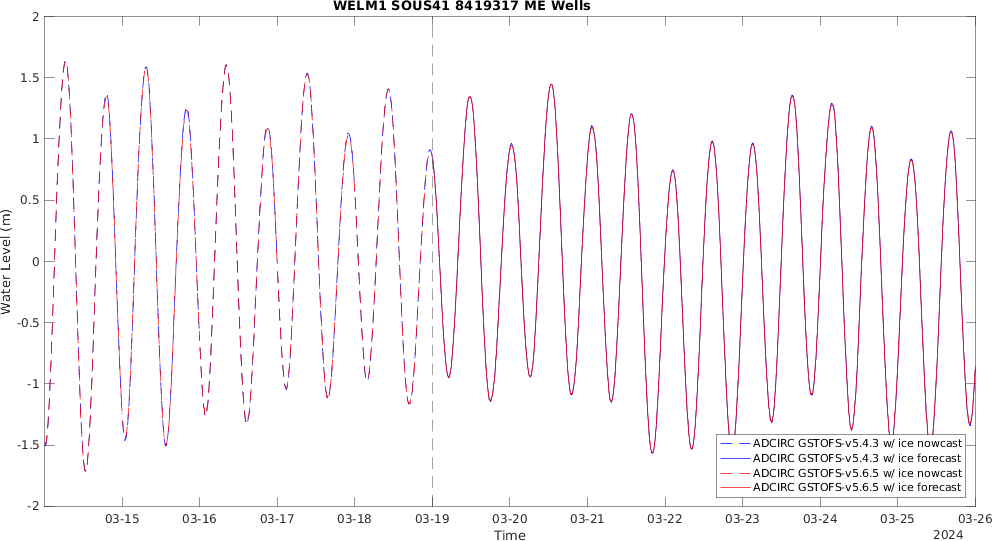 WELM1 SOUS41 8419317 ME Wells
2
1.5
1
0.5
0
-0.5
-1
-1.5
-2
Water Level (m)
ADCIRC GSTOFS-v5.4.3 w/ ice nowcast
ADCIRC GSTOFS-v5.4.3 w/ ice forecast
ADCIRC GSTOFS-v5.6.5 w/ ice nowcast
ADCIRC GSTOFS-v5.6.5 w/ ice forecast
03-15 03-16 03-17 03-18 03-19 03-20 03-21 03-22 03-23 03-24 03-25 03-26
Time
2024